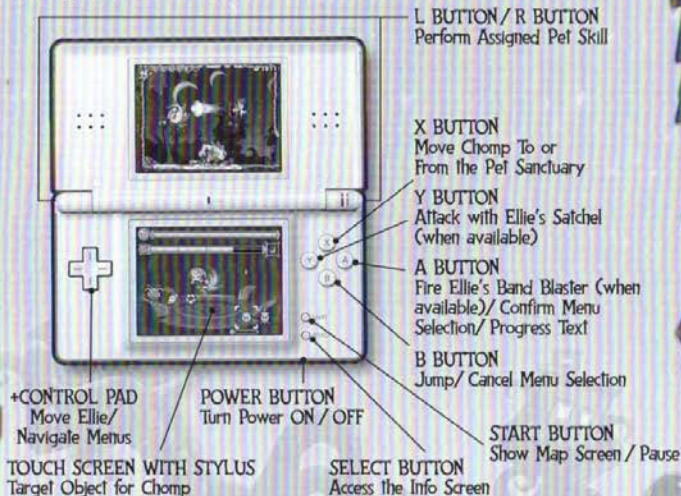 L BUTTON / R BUTTON
Perform Assigned Pet Skill
X BUTTON
Move Chomp To or
From the Pet Sanctuary
Y BUTTON
Attack with Ellie's Satchel
(when available)
X
Y
A
B
A BUTTON
Fire Ellie's Band Blaster (when
available)/ Confirm Menu
Selection/ Progress Text
B BUTTON
Jump/ Cancel Menu Selection
+CONTROL PAD
Move Ellie/
Navigate Menus
POWER BUTTON
Turn Power ON / OFF
START BUTTON
Show Map Screen / Pause
TOUCH SCREEN WITH STYLUS
Target Object for Chomp
SELECT BUTTON
Access the Info Screen